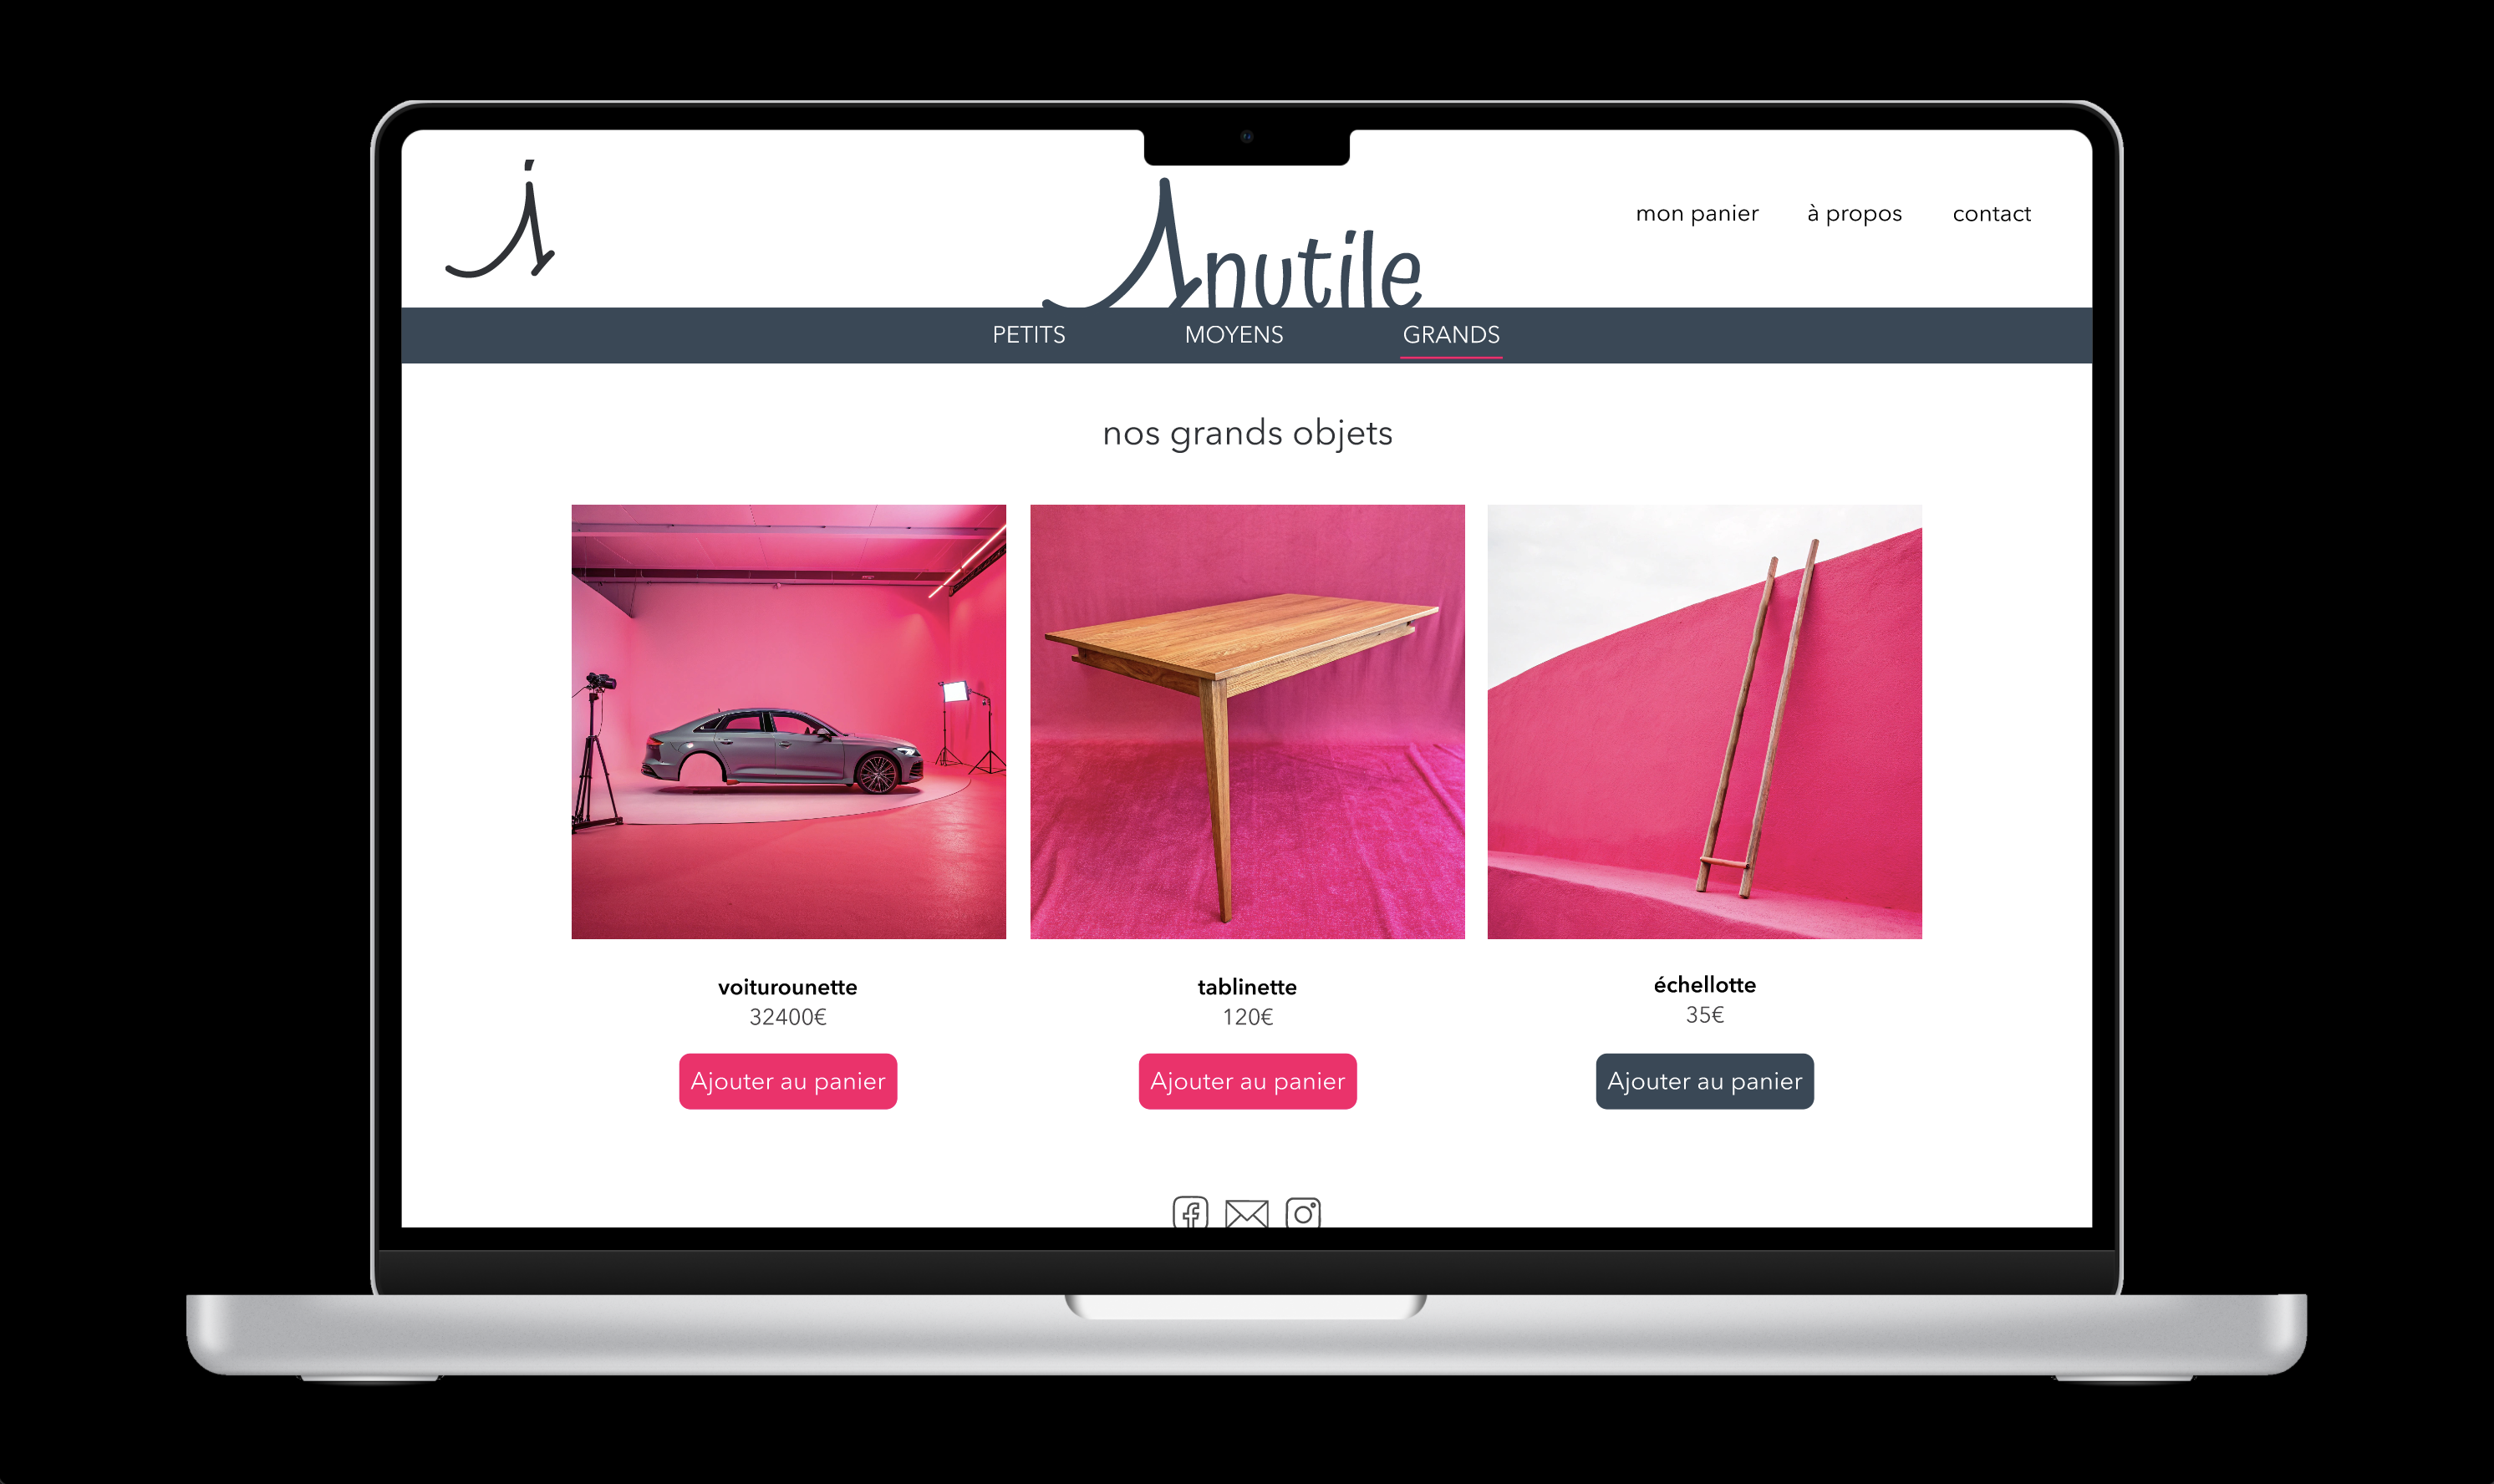 i
inutile
mon panier à propos contact
PETITS MOYENS GRANDS
nos grands objets
voiturounette
32400€
Ajouter au panier
tablinette
120€
Ajouter au panier
échellotte
35€
Ajouter au panier